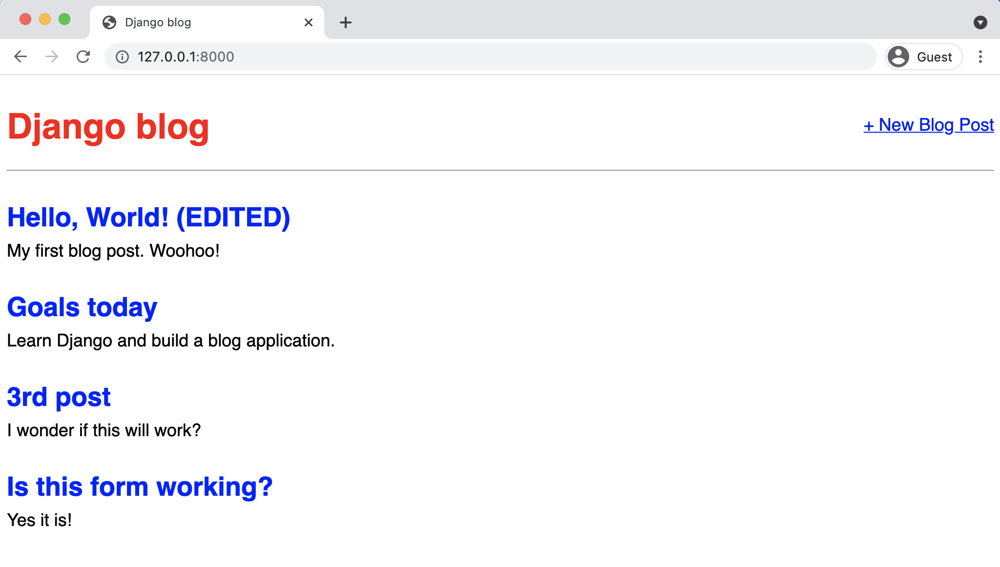 Django blog
127.0.0.1:8000
Guest
Django blog
+ New Blog Post
Hello, World! (EDITED)
My first blog post. Woohoo!
Goals today
Learn Django and build a blog application.
3rd post
I wonder if this will work?
Is this form working?
Yes it is!